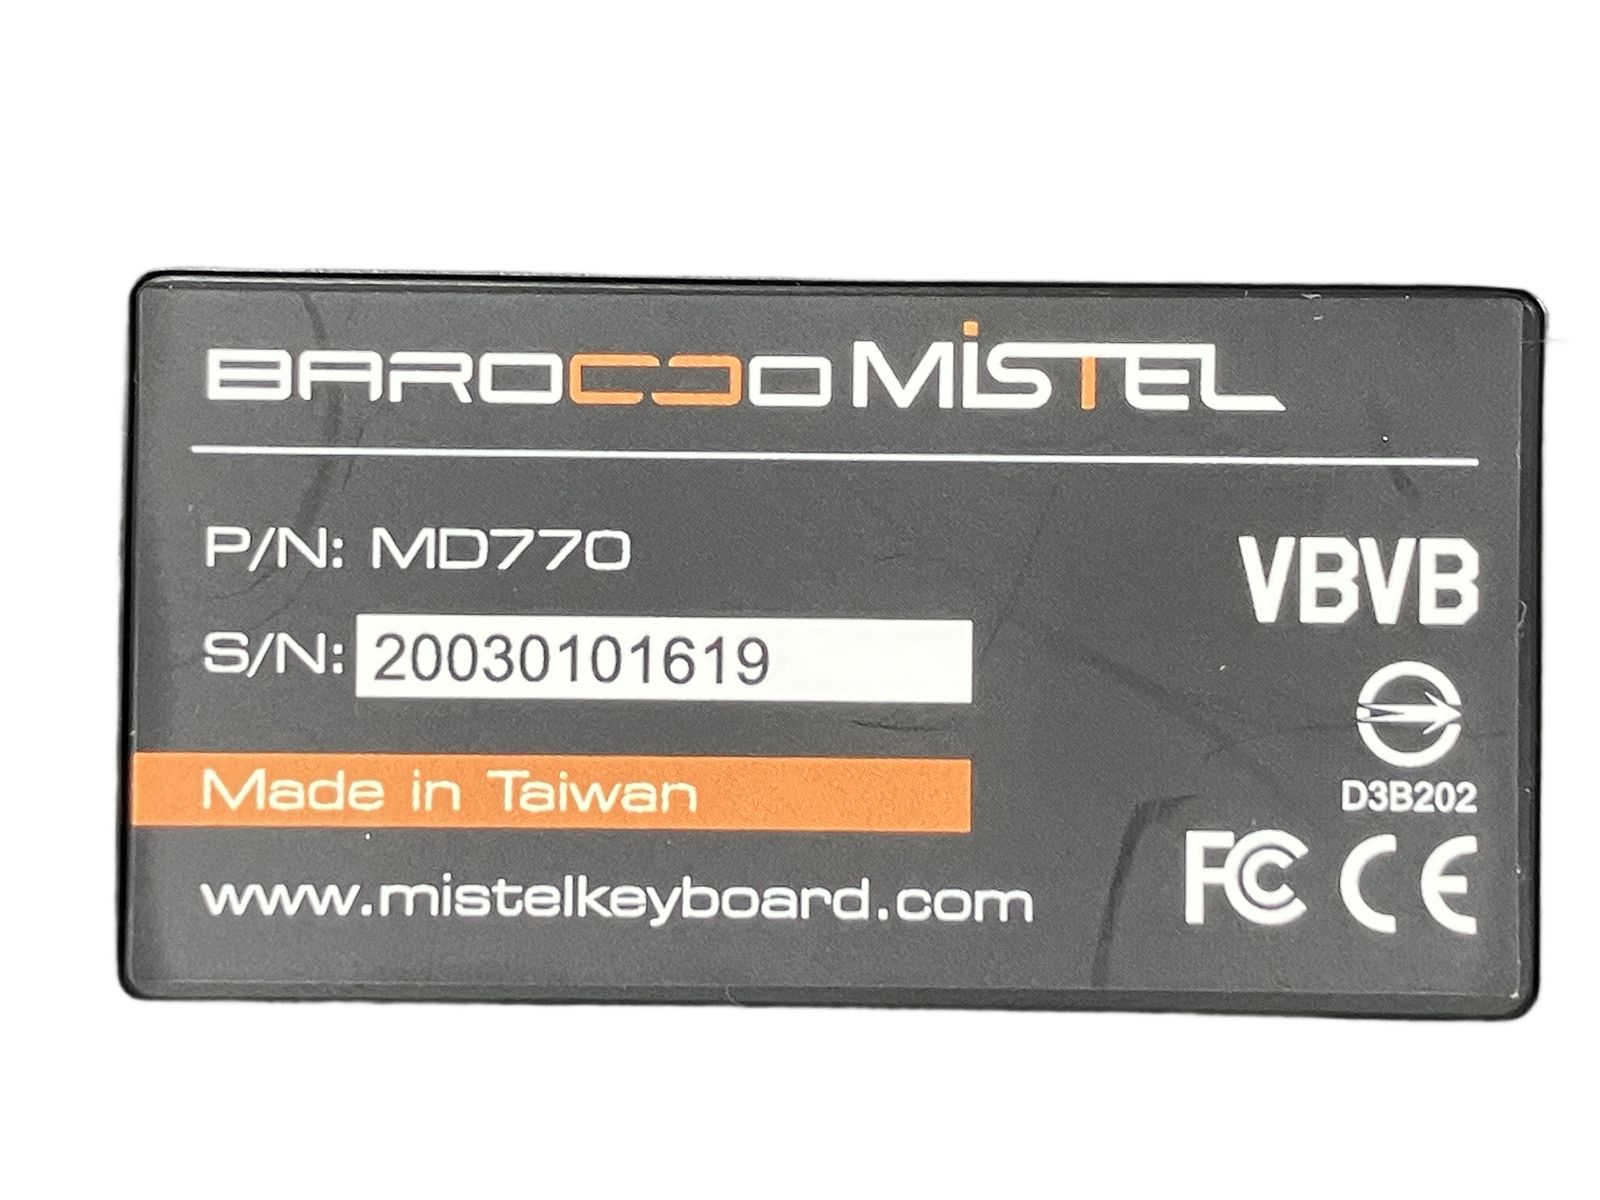 BAROCCO MiSTEL
P/N: MD770
VBVB
S/N: 20030101619
D3B202
Made in Taiwan
FC CE
www.mistelkeyboard.com